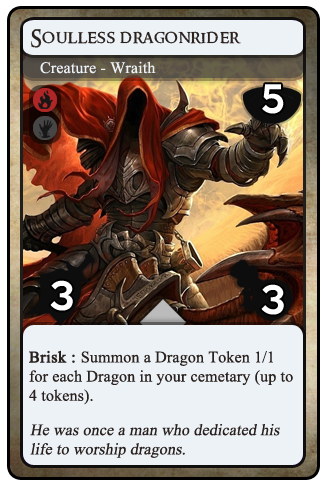 Soulless dragonrider
Creature - Wraith
5
3
3
Brisk : Summon a Dragon Token 1/1
for each Dragon in your cemetary (up to
4 tokens).
He was once a man who dedicated his
life to worship dragons.